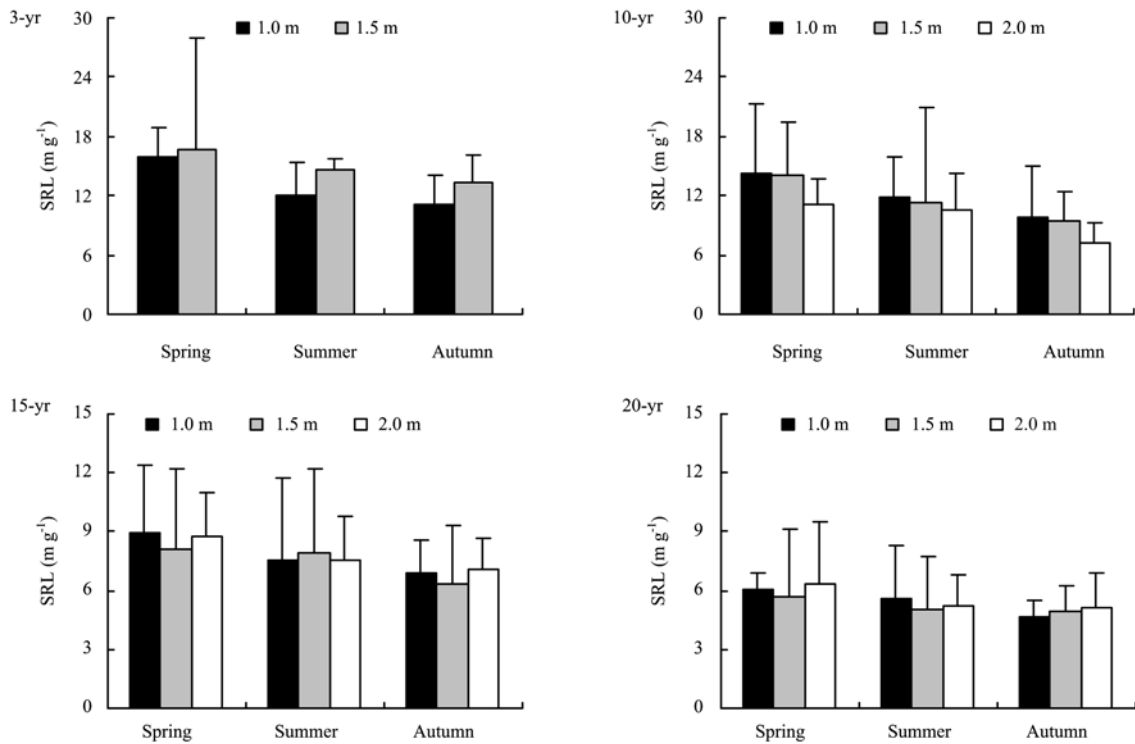 3-yr
30
24
18
12
6
0
SRL (m g⁻¹)
1.0 m 1.5 m
Spring Summer Autumn
10-yr
30
24
18
12
6
0
SRL (m g⁻¹)
1.0 m 1.5 m 2.0 m
Spring Summer Autumn
15-yr
15
12
9
6
3
0
SRL (m g⁻¹)
1.0 m 1.5 m 2.0 m
Spring Summer Autumn
20-yr
15
12
9
6
3
0
SRL (m g⁻¹)
1.0 m 1.5 m 2.0 m
Spring Summer Autumn